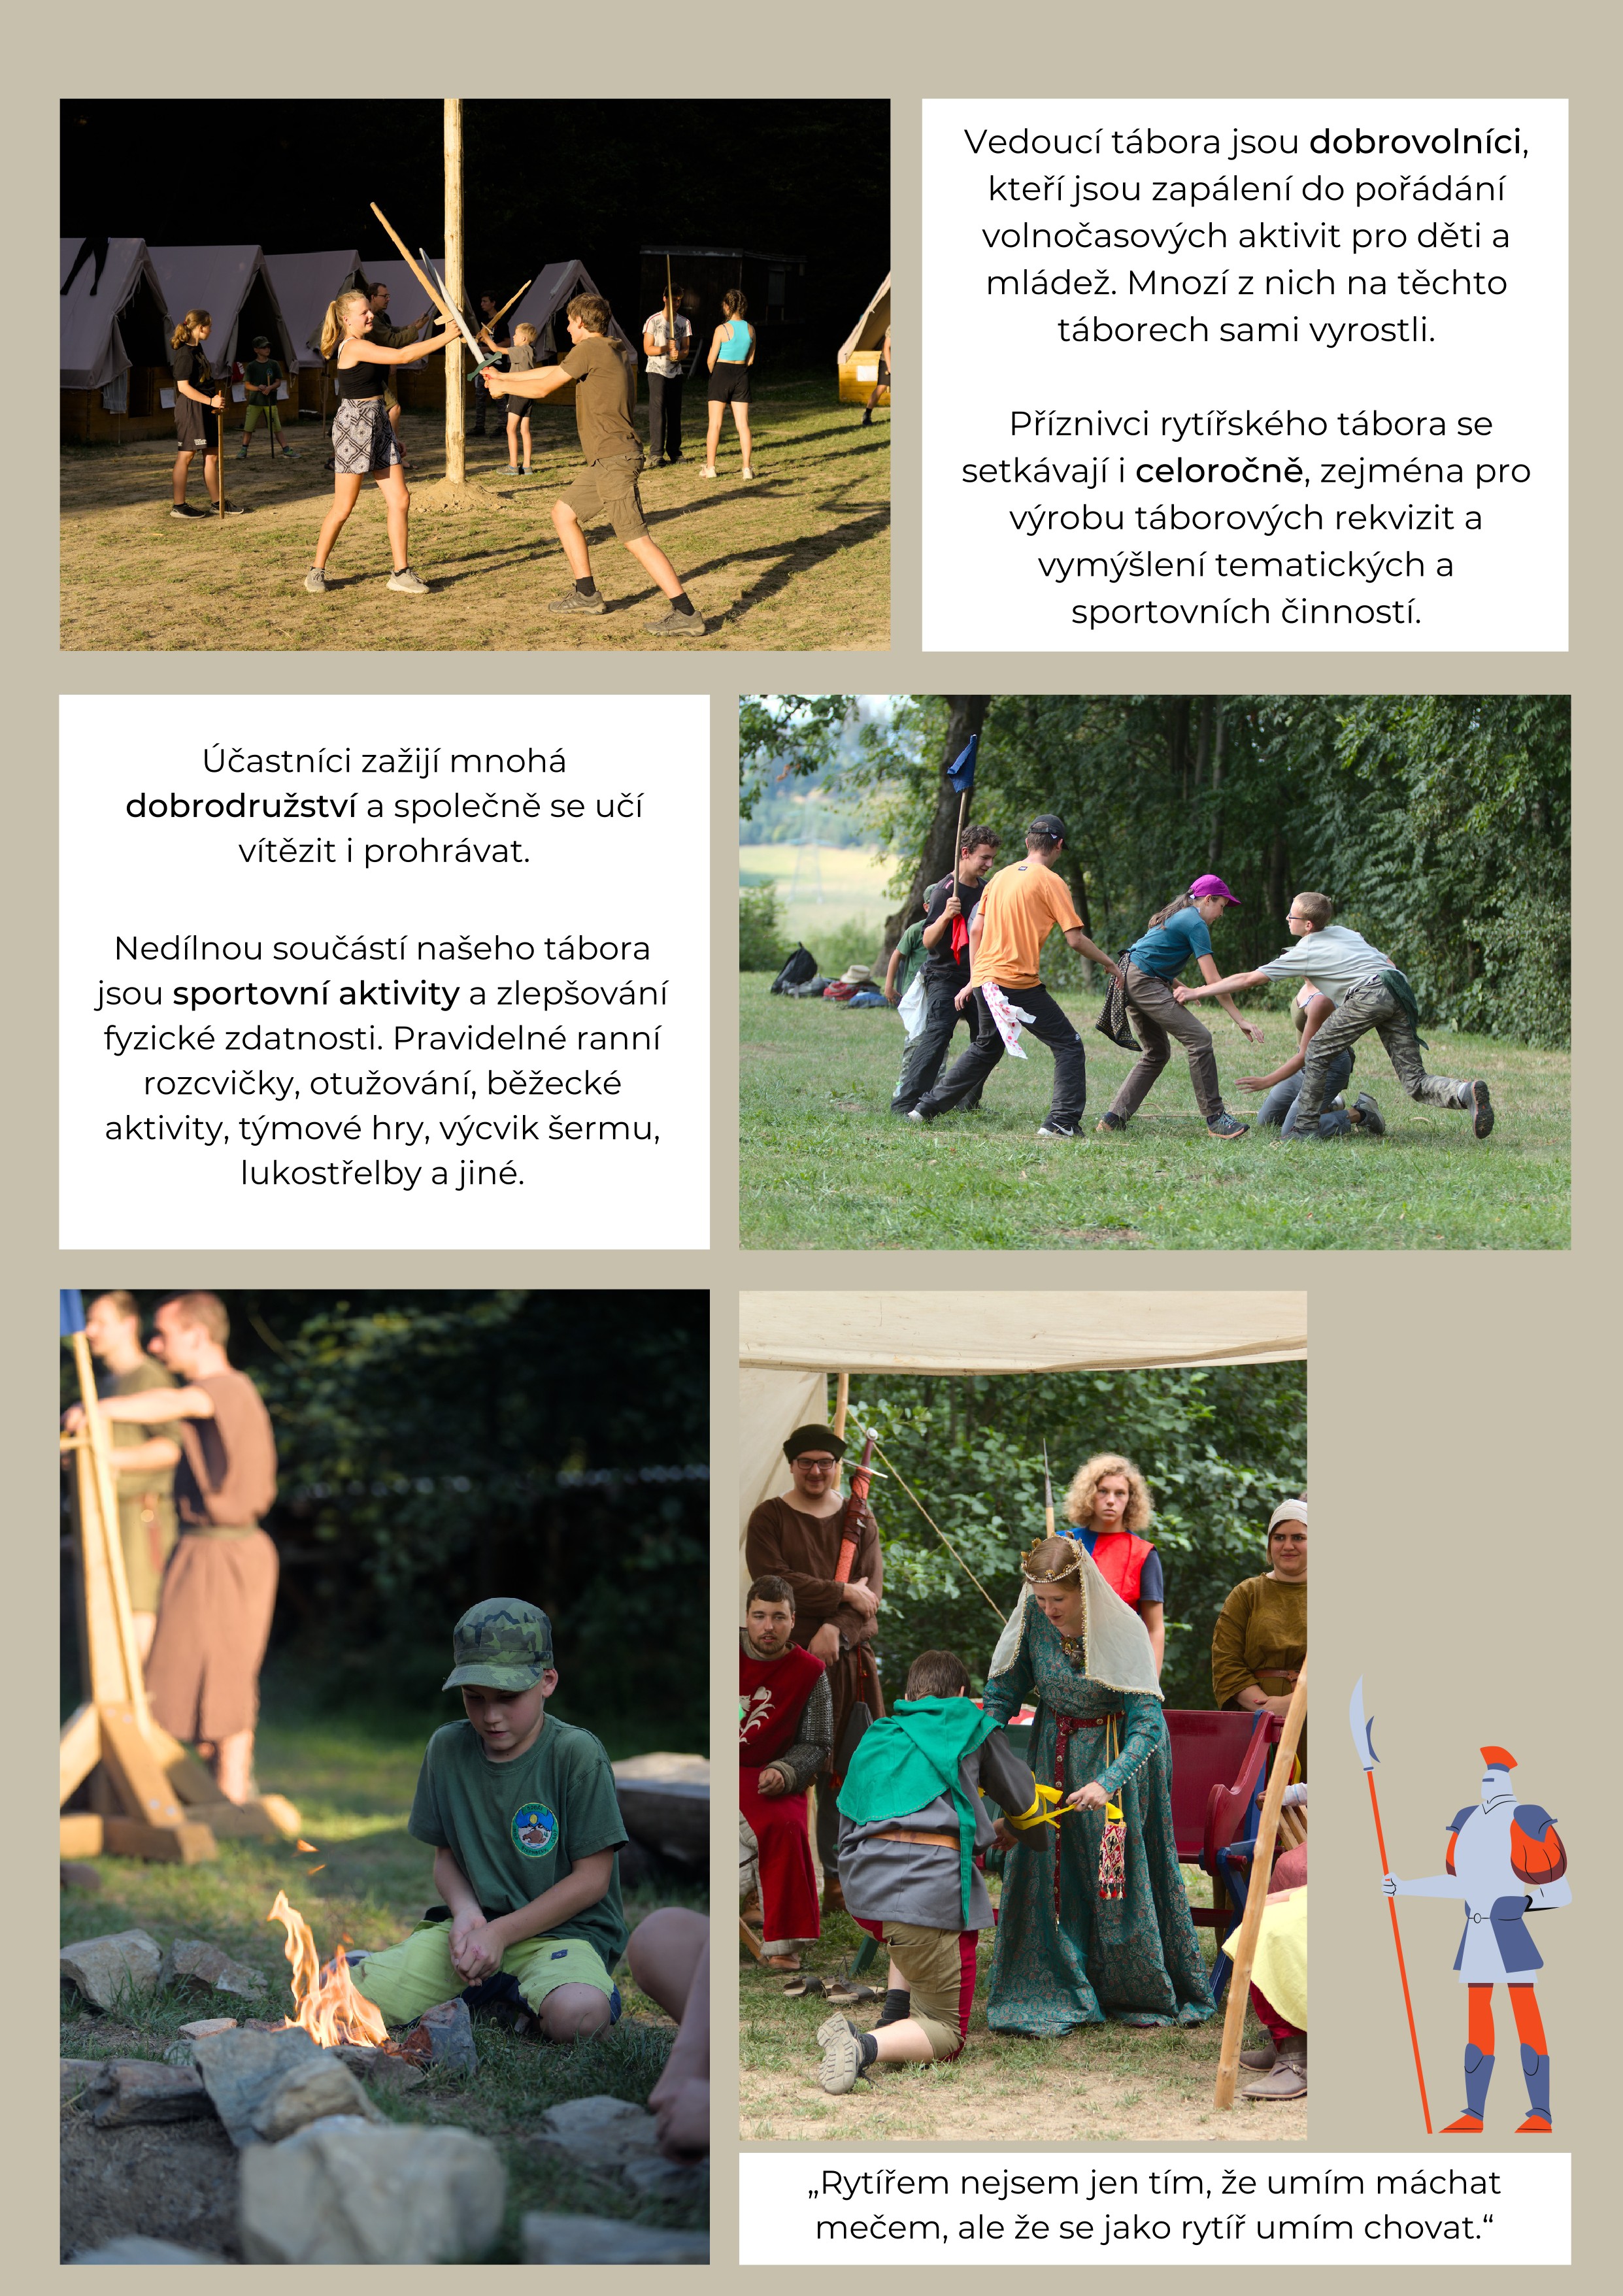 Vedoucí tábora jsou dobrovolníci,
kteří jsou zapálení do pořádání
volnočasových aktivit pro děti a
mládež. Mnozí z nich na těchto
táborech sami vyrostli.
Příznivci rytířského tábora se
setkávají i celoročně, zejména pro
výrobu táborových rekvizit a
vymýšlení tematických a
sportovních činností.
Účastníci zažijí mnohá
dobrodružství a společně se učí
vítězit i prohrávat.
Nedílnou součástí našeho tábora
jsou sportovní aktivity a zlepšování
fyzické zdatnosti. Pravidelné ranní
rozcvičky, otužování, běžecké
aktivity, týmové hry, výcvik šermu,
lukostřelby a jiné.
„Rytířem nejsem jen tím, že umím máchat
mečem, ale že se jako rytíř umím chovat.“